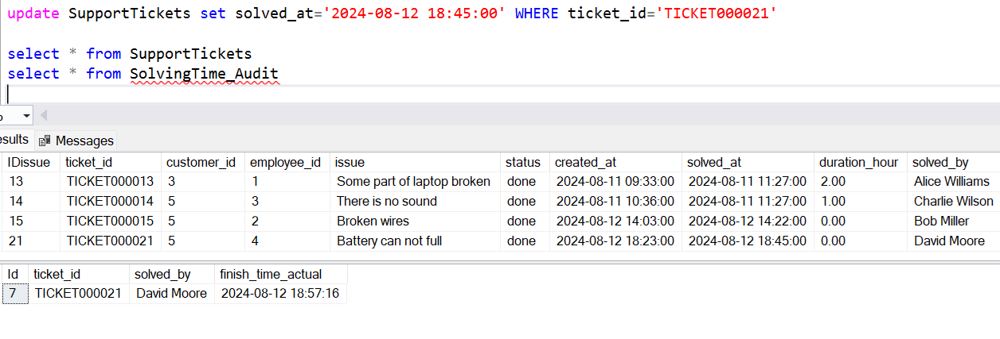 update SupportTickets set solved_at='2024-08-12 18:45:00' WHERE ticket_id='TICKET000021'
select * from SupportTickets
select * from SolvingTime_Audit
esults Messages
IDissue ticket_id customer_id employee_id issue status created_at solved_at duration_hour solved_by
13 TICKET000013 3 1 Some part of laptop broken done 2024-08-11 09:33:00 2024-08-11 11:27:00 2.00 Alice Williams
14 TICKET000014 5 3 There is no sound done 2024-08-11 10:36:00 2024-08-11 11:27:00 1.00 Charlie Wilson
15 TICKET000015 5 2 Broken wires done 2024-08-12 14:03:00 2024-08-12 14:22:00 0.00 Bob Miller
21 TICKET000021 5 4 Battery can not full done 2024-08-12 18:23:00 2024-08-12 18:45:00 0.00 David Moore
Id ticket_id solved_by finish_time_actual
7 TICKET000021 David Moore 2024-08-12 18:57:16